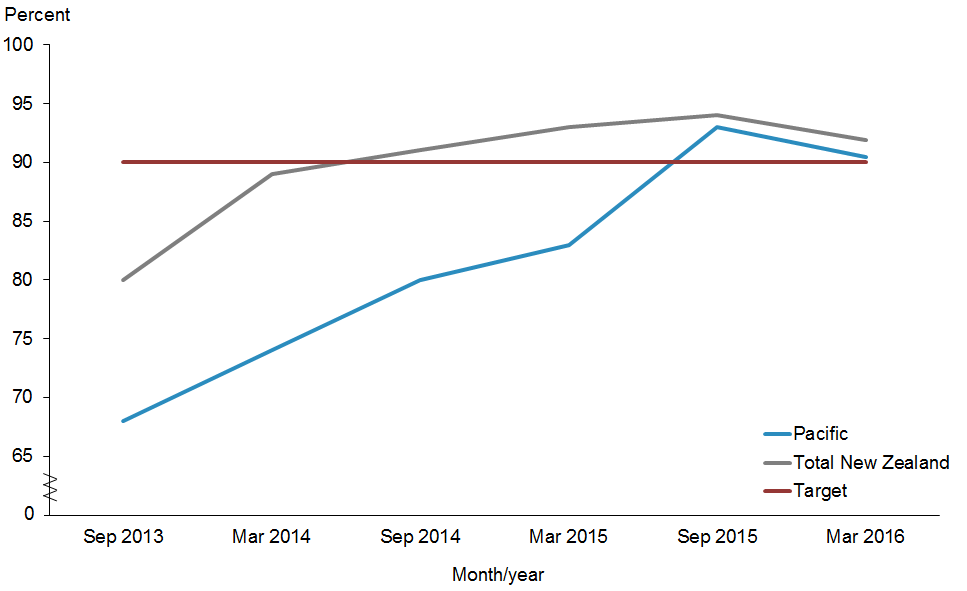 Percent
100
95
90
85
80
75
70
65
0
Pacific
Total New Zealand
Target
Sep 2013 Mar 2014 Sep 2014 Mar 2015 Sep 2015 Mar 2016
Month/year